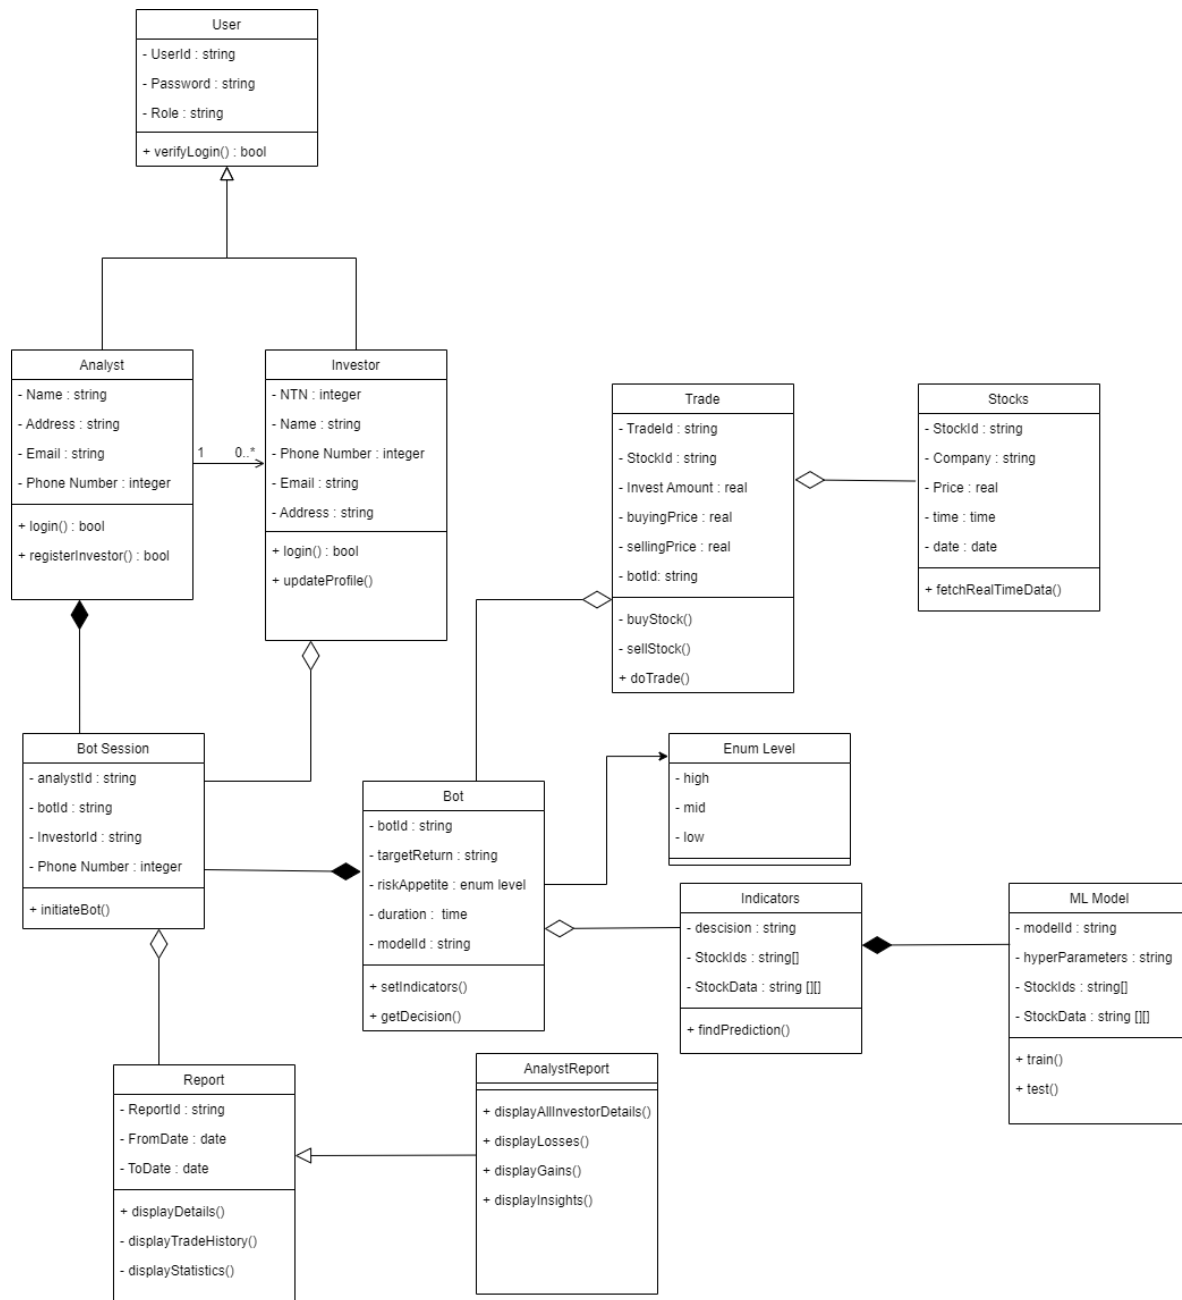 User
- UserId : string
- Password : string
- Role : string
+ verifyLogin() : bool
Analyst
- Name : string
- Address : string
- Email : string
- Phone Number : integer
+ login() : bool
+ registerInvestor() : bool
1
0..*
Investor
- NTN : integer
- Name : string
- Phone Number : integer
- Email : string
- Address : string
+ login() : bool
+ updateProfile()
Trade
- TradeId : string
- StockId : string
- Invest Amount : real
- buyingPrice : real
- sellingPrice : real
- botId: string
- buyStock()
- sellStock()
+ doTrade()
Stocks
- StockId : string
- Company : string
- Price : real
- time : time
- date : date
+ fetchRealTimeData()
Bot Session
- analystId : string
- botId : string
- InvestorId : string
- Phone Number : integer
+ initiateBot()
Bot
- botId : string
- targetReturn : string
- riskAppetite : enum level
- duration : time
- modelId : string
+ setIndicators()
+ getDecision()
Enum Level
- high
- mid
- low
Indicators
- descision : string
- StockIds : string[]
- StockData : string [][]
+ findPrediction()
ML Model
- modelId : string
- hyperParameters : string
- StockIds : string[]
- StockData : string [][]
+ train()
+ test()
Report
- ReportId : string
- FromDate : date
- ToDate : date
+ displayDetails()
- displayTradeHistory()
- displayStatistics()
AnalystReport
+ displayAllInvestorDetails()
+ displayLosses()
+ displayGains()
+ displayInsights()